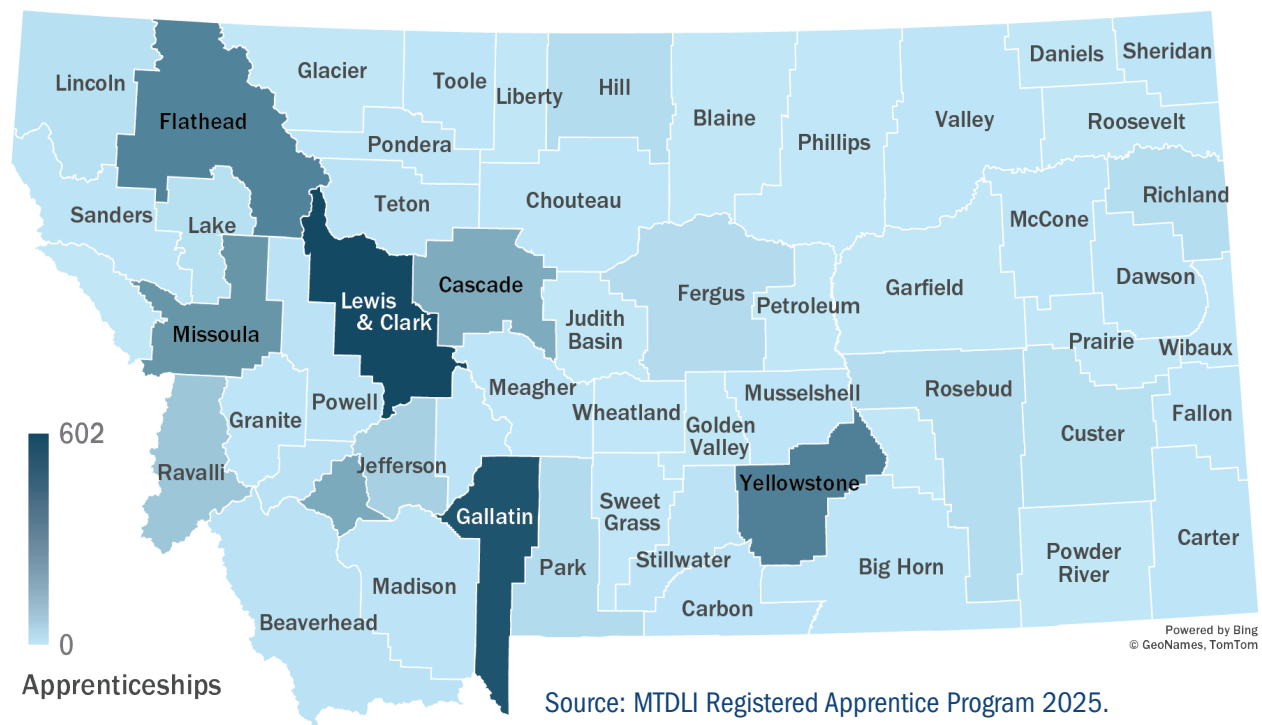 Daniels
Sheridan
Glacier
Lincoln
Toole
Liberty
Hill
Blaine
Valley
Roosevelt
Flathead
Phillips
Pondera
Richland
Teton
Chouteau
Sanders
Lake
McCone
Dawson
Cascade
Garfield
Fergus
Petroleum
Lewis
& Clark
Judith
Basin
Missoula
Prairie
Wibaux
Meagher
Rosebud
Musselshell
Powell
Wheatland
Fallon
Granite
Golden
Valley
Custer
602
Jefferson
Ravalli
Yellowstone
Sweet
Grass
Gallatin
Carter
Stillwater
Park
Big Horn
Powder
River
Madison
Carbon
Beaverhead
0
Apprenticeships
Powered by Bing
© GeoNames, TomTom
Source: MTDLI Registered Apprentice Program 2025.